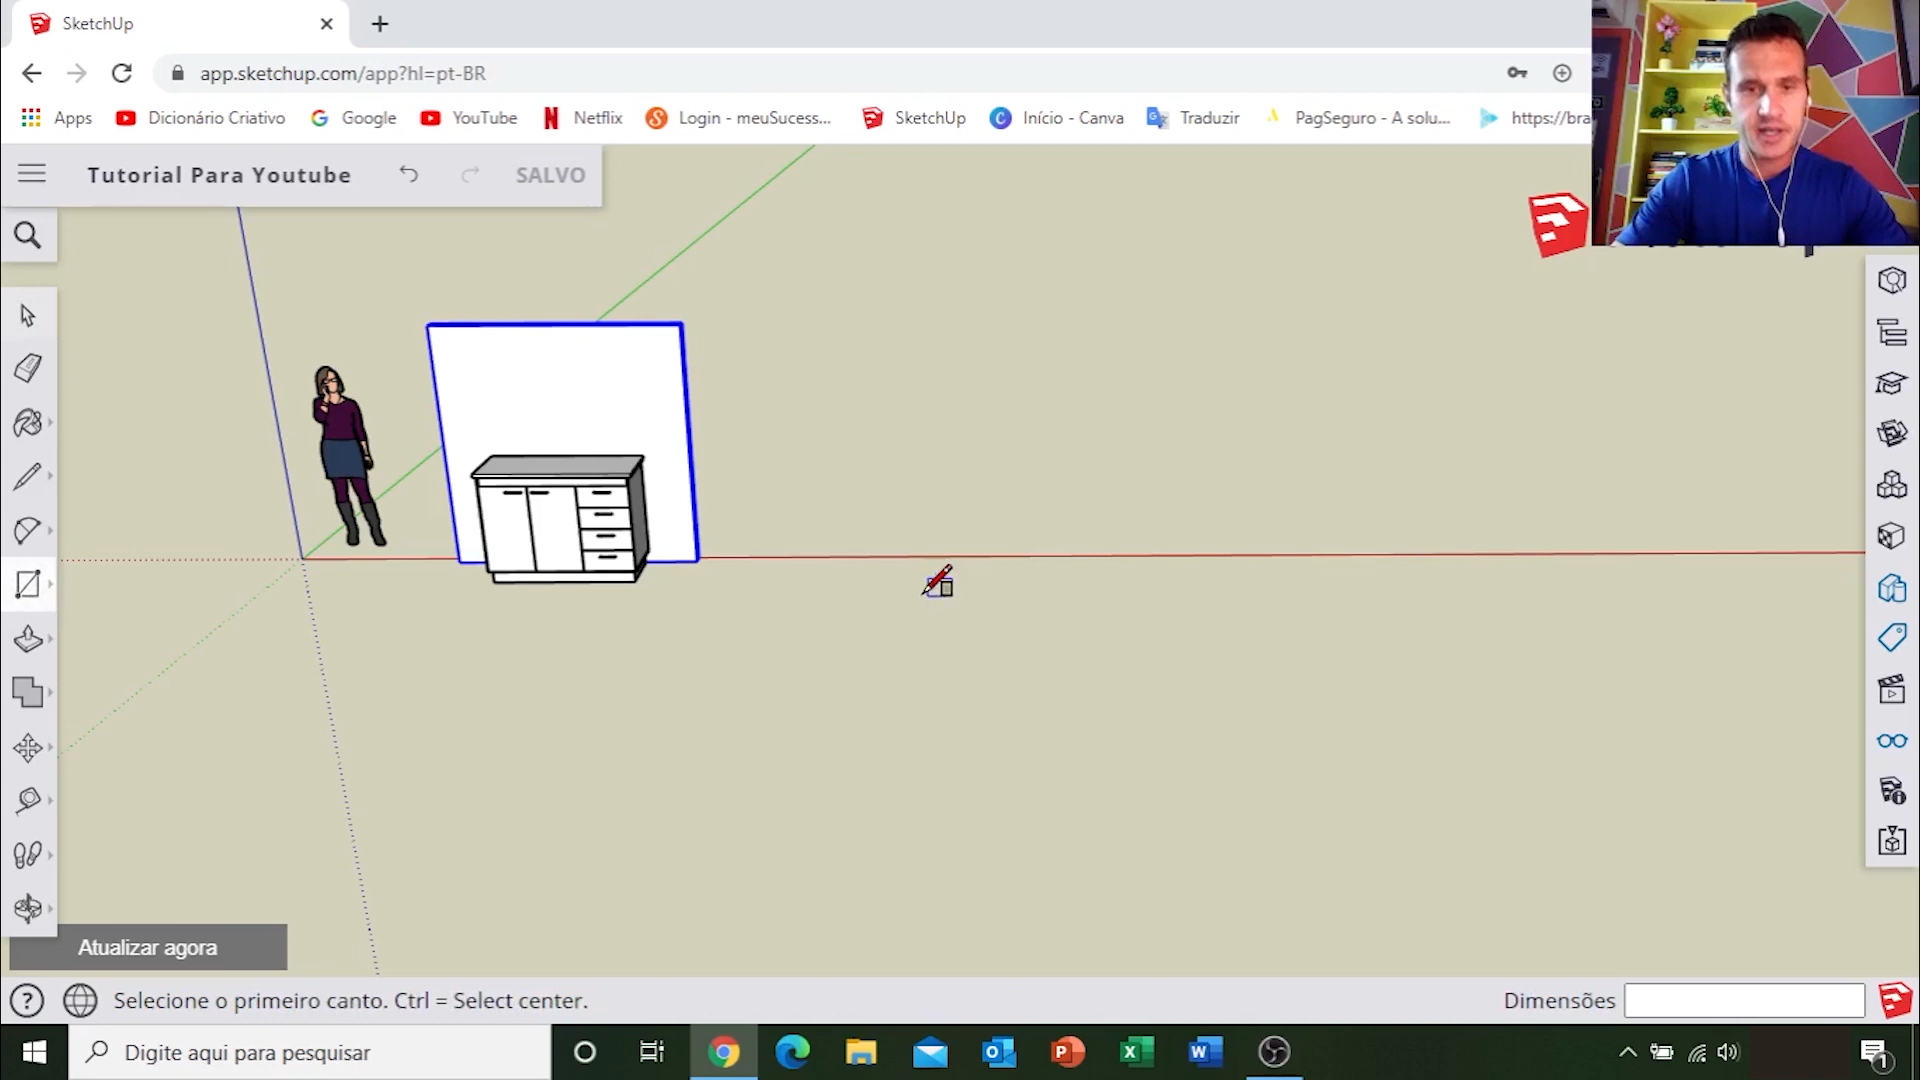 SketchUp
app.sketchup.com/app?hl=pt-BR
Apps Dicionário Criativo Google YouTube Netflix Login - meuSucess... SketchUp Início - Canva Traduzir PagSeguro - A solu... https://bra
Tutorial Para Youtube SALVO
Atualizar agora
Selecione o primeiro canto. Ctrl = Select center. Dimensões
Digite aqui para pesquisar
1